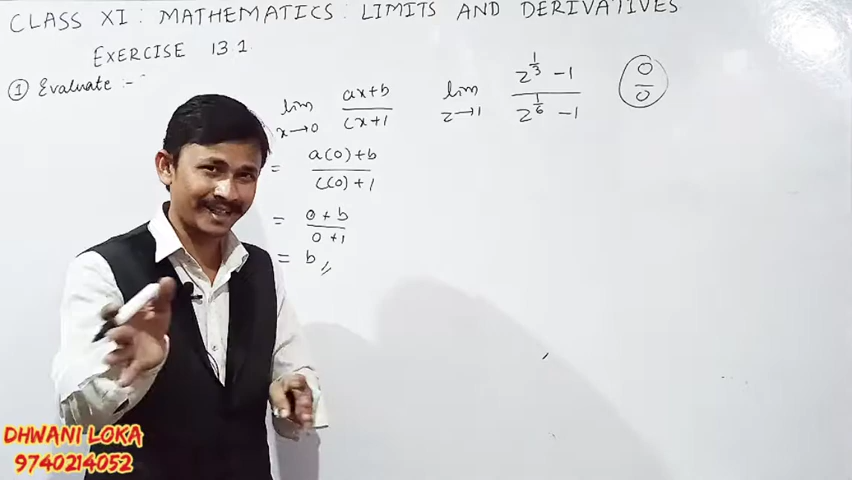 CLASS XI : MATHEMATICS : LIMITS AND DERIVATIVES
EXERCISE 13 1
① Evaluate :-
lim x→0 (ax+b)/(cx+1)
= (a(0)+b)/(c(0)+1)
= (0+b)/(0+1)
= b //
lim z→1 (z^(1/3) -1)/(z^(1/6) -1)
0/0
DHWANI LOKA
9740214052